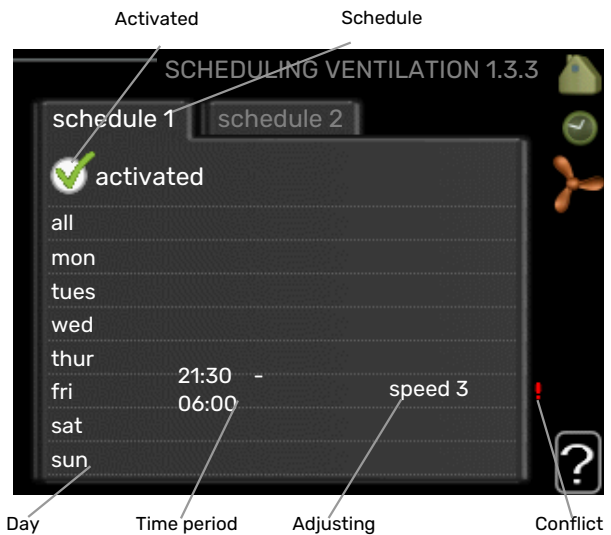 Activated Schedule
SCHEDULING VENTILATION 1.3.3
schedule 1 schedule 2
activated
all
mon
tues
wed
thur
fri 21:30 - 06:00 speed 3 !
sat
sun
?
Day Time period Adjusting Conflict